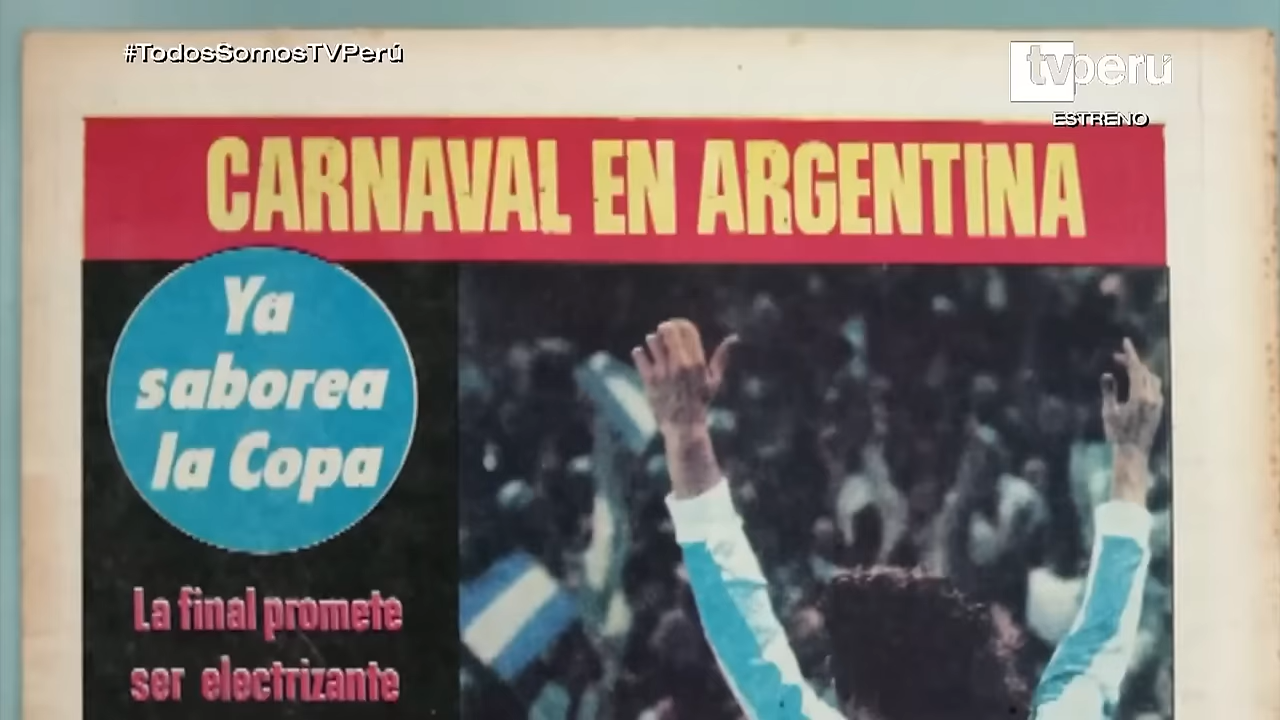 #TodosSomosTVPerú
tvperú
ESTRENO
CARNAVAL EN ARGENTINA
Ya
saborea
la Copa
La final promete
ser electrizante